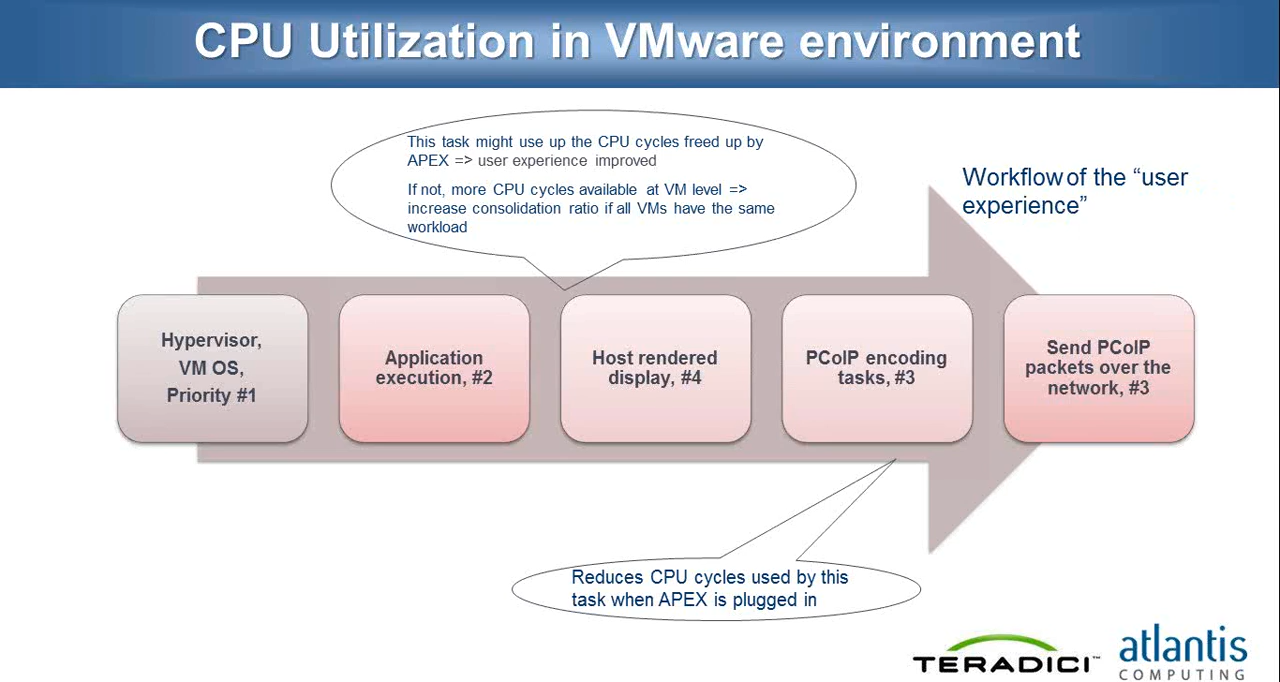 CPU Utilization in VMware environment
This task might use up the CPU cycles freed up by
APEX => user experience improved
If not, more CPU cycles available at VM level =>
increase consolidation ratio if all VMs have the same
workload
Workflow of the “user
experience”
Hypervisor,
VM OS,
Priority #1
Application
execution, #2
Host rendered
display, #4
PCoIP encoding
tasks, #3
Send PCoIP
packets over the
network, #3
Reduces CPU cycles used by this
task when APEX is plugged in
TERADICI™
atlantis
COMPUTING